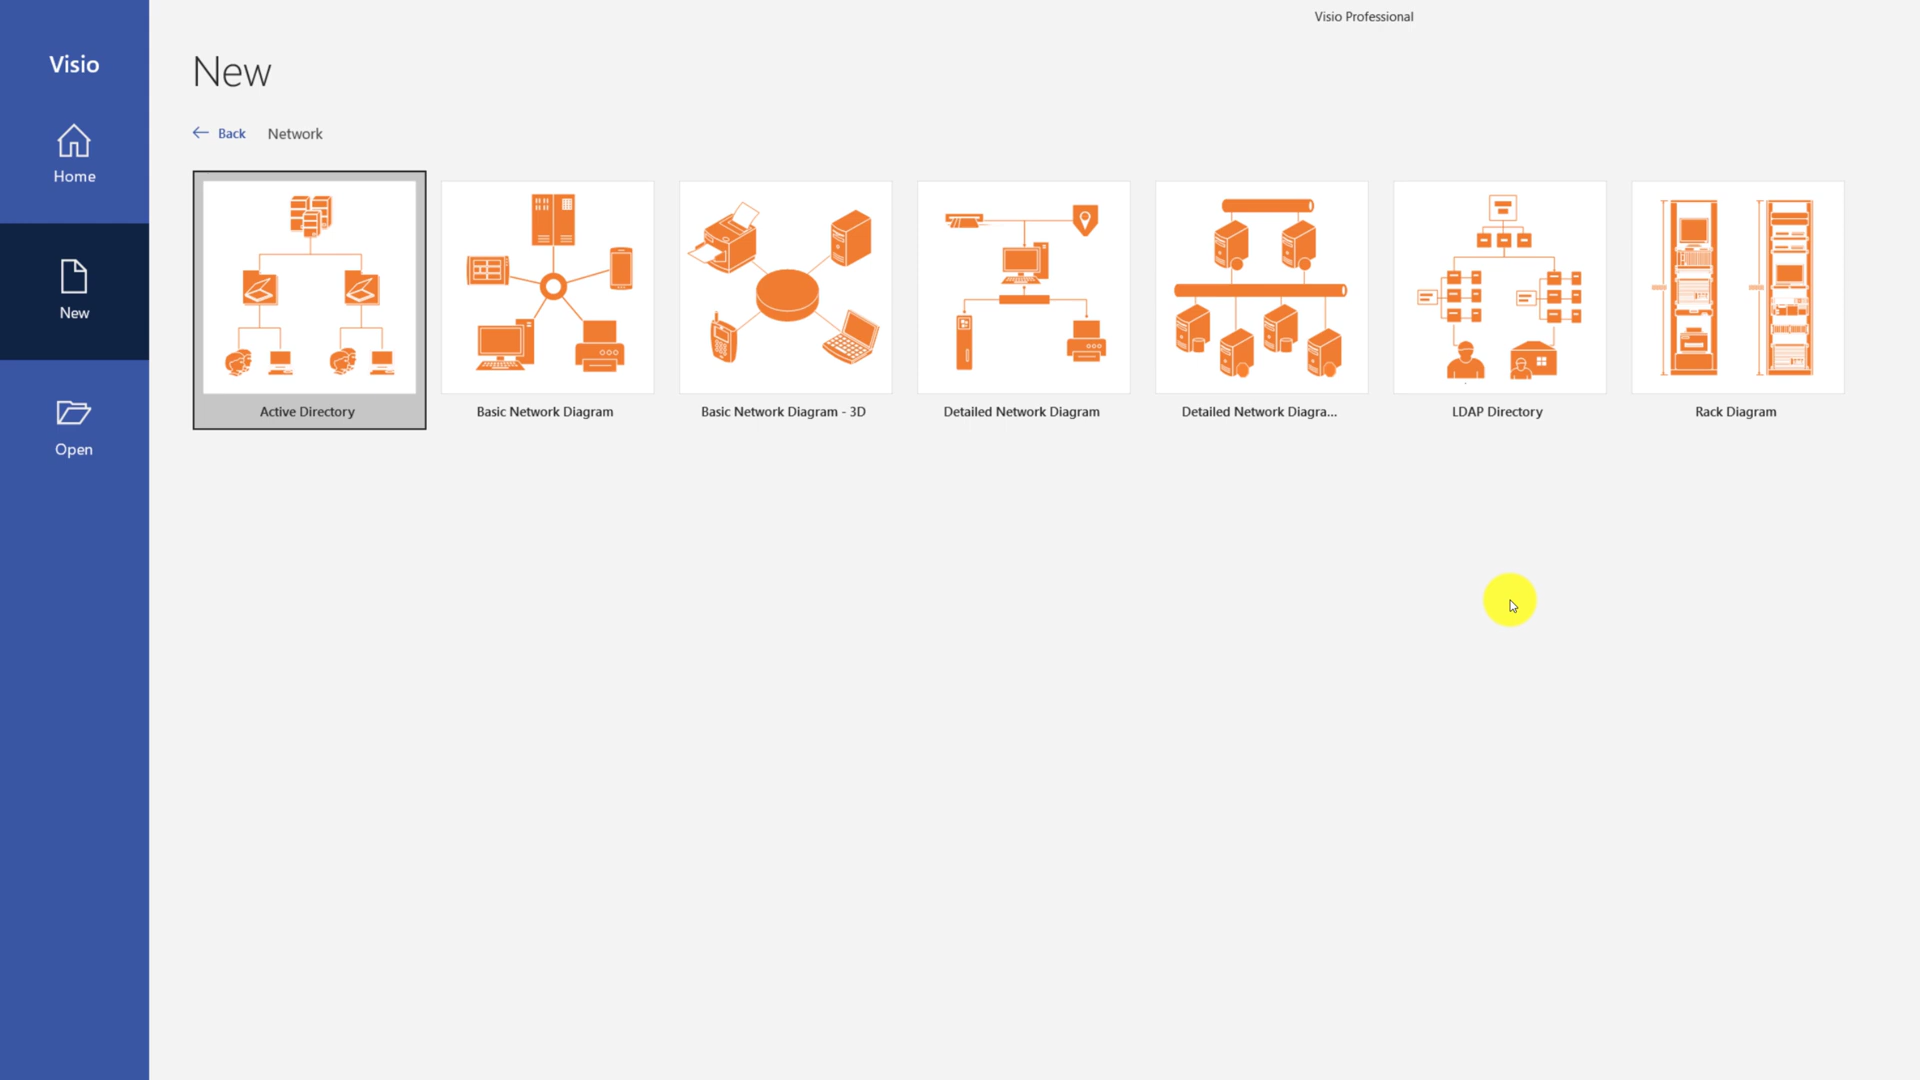 Visio Professional
Visio
New
Back
Network
Home
New
Open
Active Directory
Basic Network Diagram
Basic Network Diagram - 3D
Detailed Network Diagram
Detailed Network Diagra...
LDAP Directory
Rack Diagram